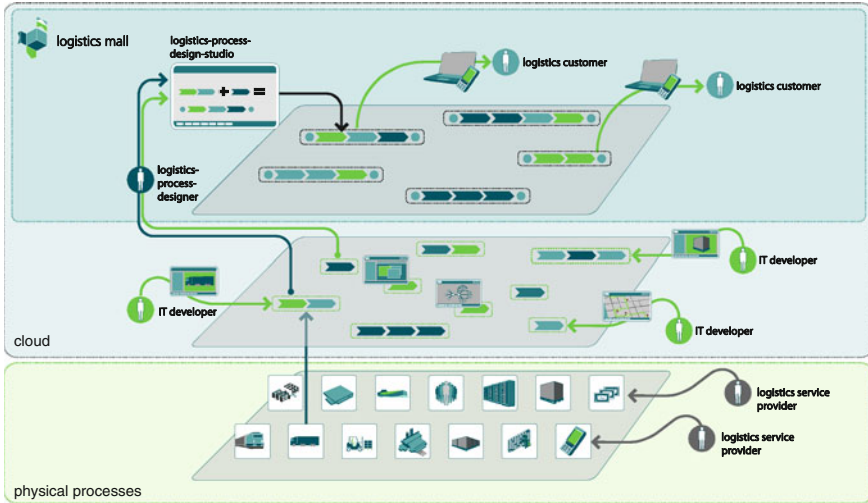 logistics mall
logistics-process-
design-studio
logistics customer
logistics customer
logistics-
process-
designer
IT developer
IT developer
IT developer
cloud
logistics service
provider
logistics service
provider
physical processes